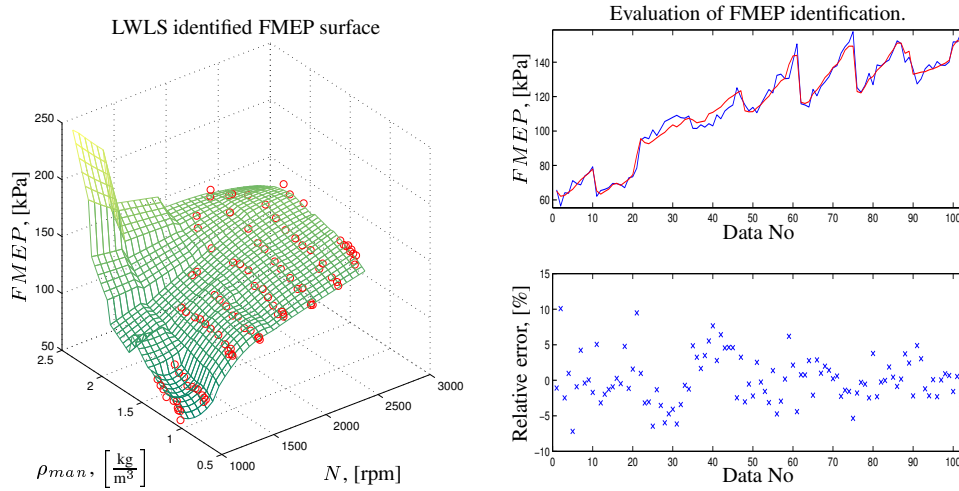 LWLS identified FMEP surface
250
200
150
100
50
FMEP, [kPa]
2.5
2
1.5
1
0.5
ρman, [kg/m³]
1000
1500
2000
2500
3000
N, [rpm]
Evaluation of FMEP identification.
140
120
100
80
60
FMEP, [kPa]
0 10 20 30 40 50 60 70 80 90 100
Data No
15
10
5
0
−5
−10
Relative error, [%]
0 10 20 30 40 50 60 70 80 90 100
Data No